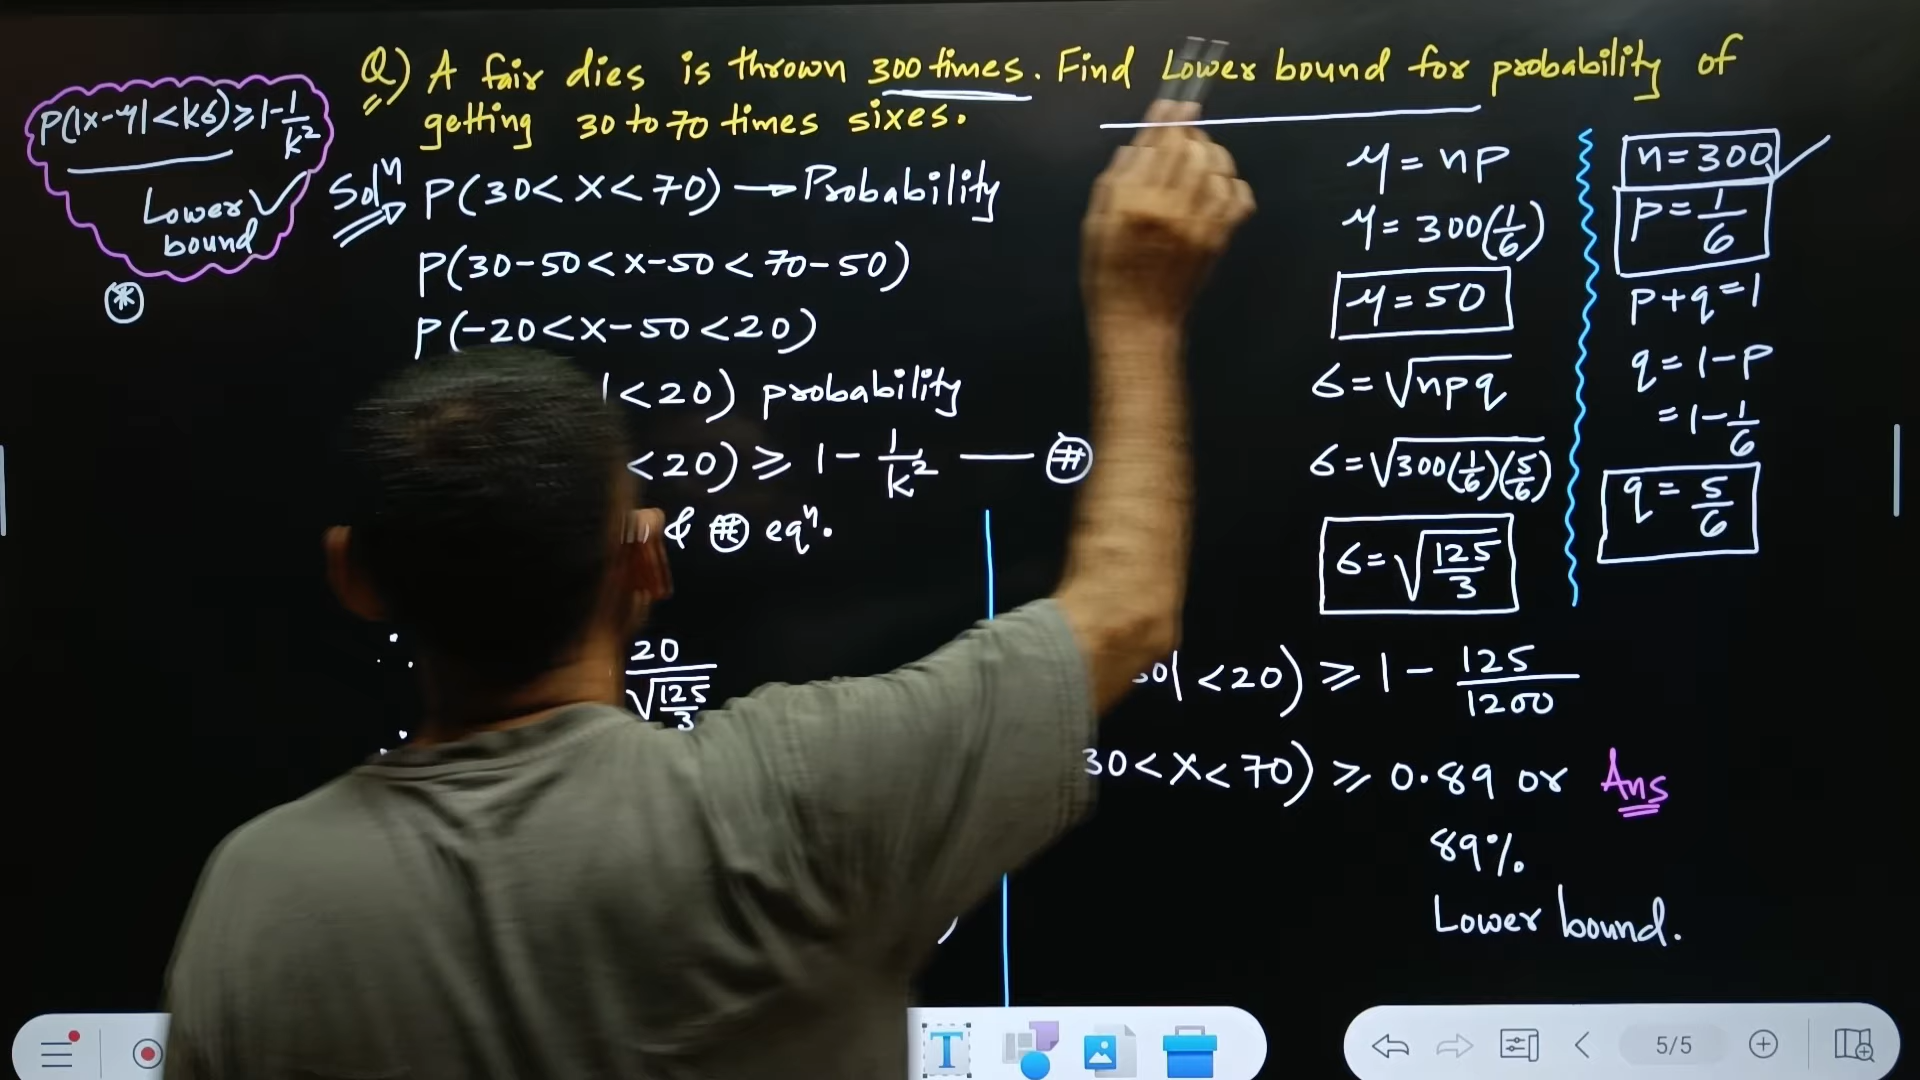 Q) A fair dies is thrown 300 times. Find Lower bound for probability of
getting 30 to 70 times sixes.
P(|x-μ|<kσ)≥1-1/k²
Lower
bound
*
Solⁿ P(30<X<70) → Probability
P(30-50<x-50<70-50)
P(-20<x-50<20)
|<20) probability
<20) ≥ 1 - 1/k² — #
& # eqⁿ.
20/√(125/3)
μ = np
μ = 300(1/6)
μ = 50
σ = √npq
σ = √300(1/6)(5/6)
σ = √(125/3)
n = 300
p = 1/6
p+q=1
q = 1-p
= 1-1/6
q = 5/6
50| <20) ≥ 1 - 125/1200
30<X<70) ≥ 0.89 or Ans
89%
Lower bound.
T
5/5